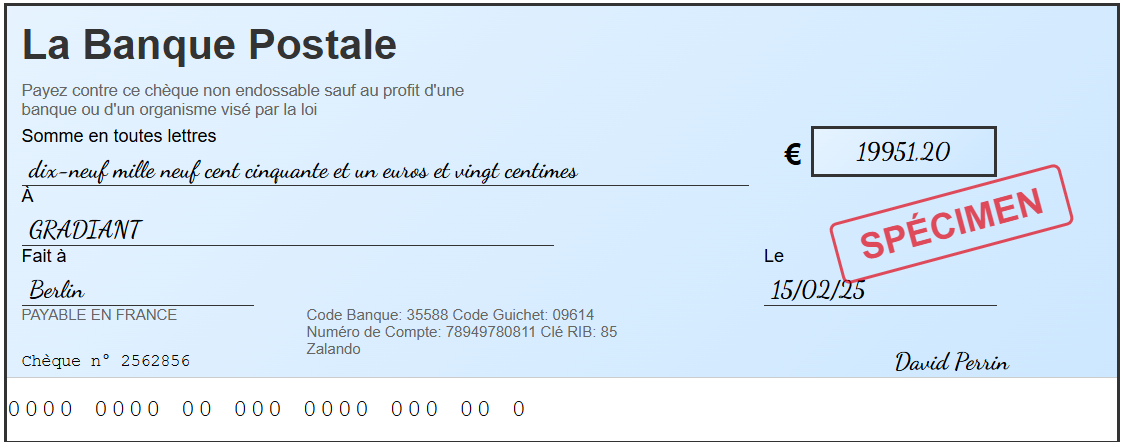 La Banque Postale
Payez contre ce chèque non endossable sauf au profit d'une
banque ou d'un organisme visé par la loi
Somme en toutes lettres
dix-neuf mille neuf cent cinquante et un euros et vingt centimes
€ 19951.20
À
GRADIANT
SPÉCIMEN
Fait à
Le
Berlin
15/02/25
PAYABLE EN FRANCE
Code Banque: 35588 Code Guichet: 09614
Numéro de Compte: 78949780811 Clé RIB: 85
Zalando
Chèque n° 2562856
David Perrin
0000 0000 00 000 0000 000 00 0